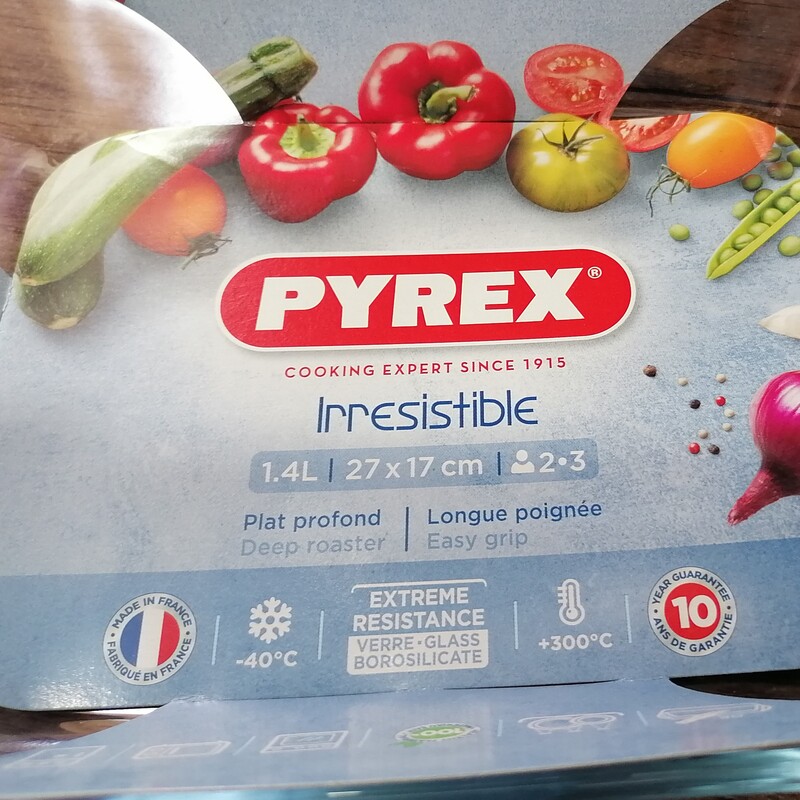 PYREX®
COOKING EXPERT SINCE 1915
Irresistible
1.4L | 27 x 17 cm | 2•3
Plat profond | Longue poignée
Deep roaster | Easy grip
• MADE IN FRANCE •
FABRIQUÉ EN FRANCE
-40°C
EXTREME
RESISTANCE
VERRE • GLASS
BOROSILICATE
+300°C
• YEAR GUARANTEE •
10
ANS DE GARANTIE
100%